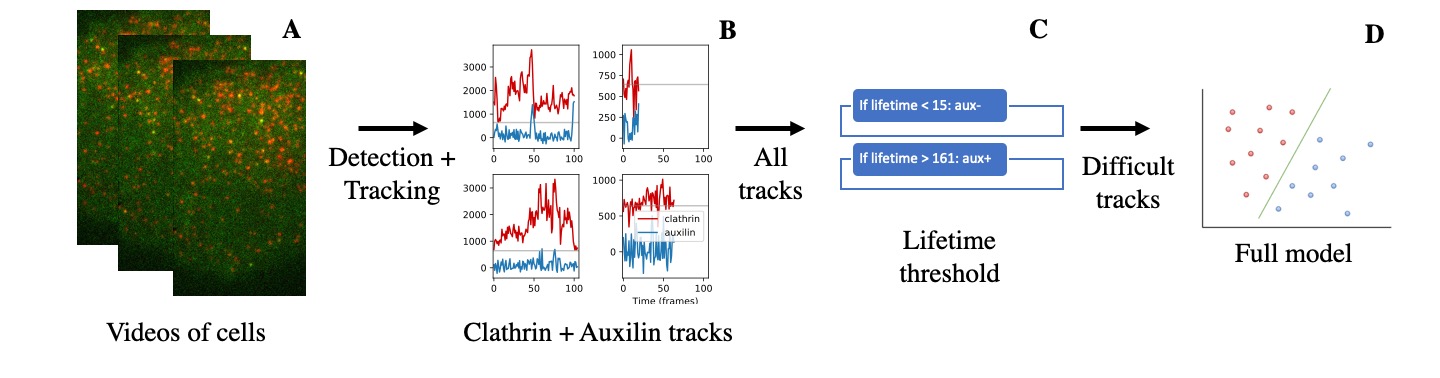 A
B
C
D
3000
2000
1000
0
0
50
100
1000
750
500
250
0
0
100
3000
2000
1000
0
0
50
100
1000
500
0
clathrin
auxilin
0
50
100
Time (frames)
Detection +
Tracking
All
tracks
If lifetime < 15: aux-
If lifetime > 161: aux+
Lifetime
threshold
Difficult
tracks
Full model
Videos of cells
Clathrin + Auxilin tracks